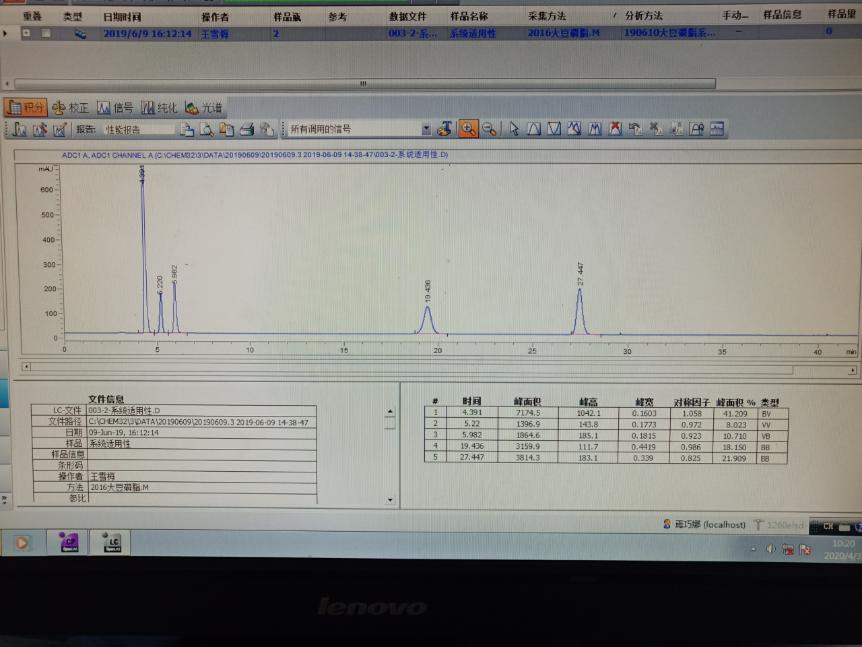 重叠 类型 日期时间 操作者 样品瓶 参考 数据文件 样品名称 采集方法 / 分析方法 手动... 样品信息 样品量
2019/6/9 16:12:14 王雪梅 2 003-2-系... 系统适用性 2016大豆磷脂.M 190610大豆磷脂系... – 0
积分 校正 信号 纯化 光谱
报告: 性能报告 所有调用的信号
ADC1 A, ADC1 CHANNEL A (C:\CHEM32\3\DATA\20190609\20190609.3 2019-06-09 14-38-47\003-2-系统适用性.D)
mAU
600
500
400
300
200
100
0
4.391
5.220
5.982
19.436
27.447
0 5 10 15 20 25 30 35 40 min
文件信息
LC-文件 003-2-系统适用性.D
文件路径 C:\CHEM32\3\DATA\20190609\20190609.3 2019-06-09 14-38-47
日期 09-Jun-19, 16:12:14
样品 系统适用性
样品信息
条形码
操作者 王雪梅
方法 2016大豆磷脂.M
# 时间 峰面积 峰高 峰宽 对称因子 峰面积 % 类型
1 4.391 7174.5 1042.1 0.1603 1.058 41.209 BV
2 5.22 1396.9 143.8 0.1773 0.972 8.023 VV
3 5.982 1864.6 185.1 0.1815 0.923 10.710 VB
4 19.436 3159.9 111.7 0.4419 0.986 18.150 BB
5 27.447 3814.3 183.1 0.339 0.825 21.909 BB
(localhost) 1260elsd CH
CP
LC
10:20
2020/4/3
lenovo